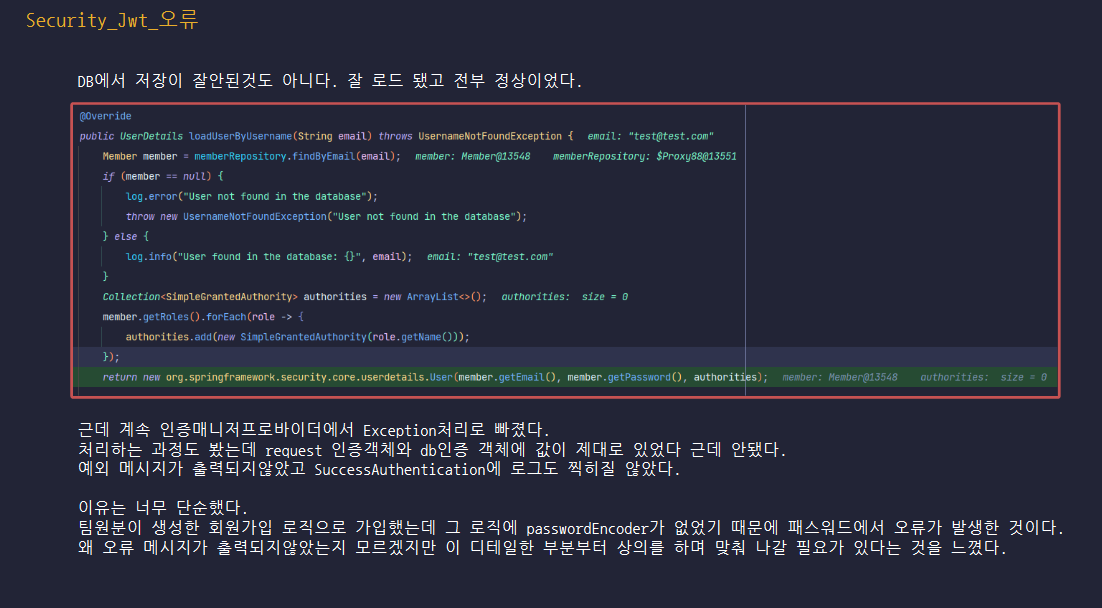 Security_Jwt_오류
DB에서 저장이 잘안된것도 아니다. 잘 로드 됐고 전부 정상이었다.
@Override
public UserDetails loadUserByUsername(String email) throws UsernameNotFoundException {   email: "test@test.com"
Member member = memberRepository.findByEmail(email);   member: Member@13548    memberRepository: $Proxy88@13551
if (member == null) {
log.error("User not found in the database");
throw new UsernameNotFoundException("User not found in the database");
} else {
log.info("User found in the database: {}", email);   email: "test@test.com"
}
Collection<SimpleGrantedAuthority> authorities = new ArrayList<>();   authorities:  size = 0
member.getRoles().forEach(role -> {
authorities.add(new SimpleGrantedAuthority(role.getName()));
});
return new org.springframework.security.core.userdetails.User(member.getEmail(), member.getPassword(), authorities);   member: Member@13548    authorities:  size = 0
근데 계속 인증매니저프로바이더에서 Exception처리로 빠졌다.
처리하는 과정도 봤는데 request 인증객체와 db인증 객체에 값이 제대로 있었다 근데 안됐다.
예외 메시지가 출력되지않았고 SuccessAuthentication에 로그도 찍히질 않았다.
이유는 너무 단순했다.
팀원분이 생성한 회원가입 로직으로 가입했는데 그 로직에 passwordEncoder가 없었기 때문에 패스워드에서 오류가 발생한 것이다.
왜 오류 메시지가 출력되지않았는지 모르겠지만 이 디테일한 부분부터 상의를 하며 맞춰 나갈 필요가 있다는 것을 느꼈다.